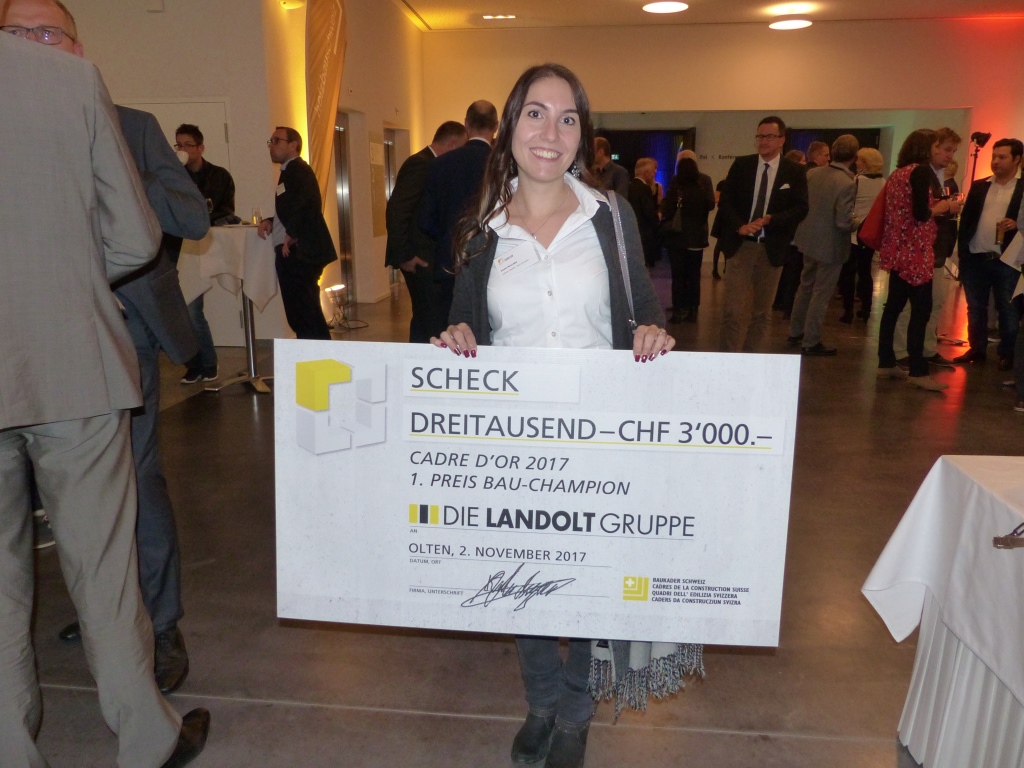 SCHECK
DREITAUSEND–CHF 3'000.–
CADRE D'OR 2017
1. PREIS BAU-CHAMPION
DIE LANDOLT GRUPPE
AN
OLTEN, 2. NOVEMBER 2017
DATUM, ORT
FIRMA, UNTERSCHRIFT
BAUKADER SCHWEIZ
CADRES DE LA CONSTRUCTION SUISSE
QUADRI DELL' EDILIZIA SVIZZERA
CADERS DA CONSTRUCZIUN SVIZRA